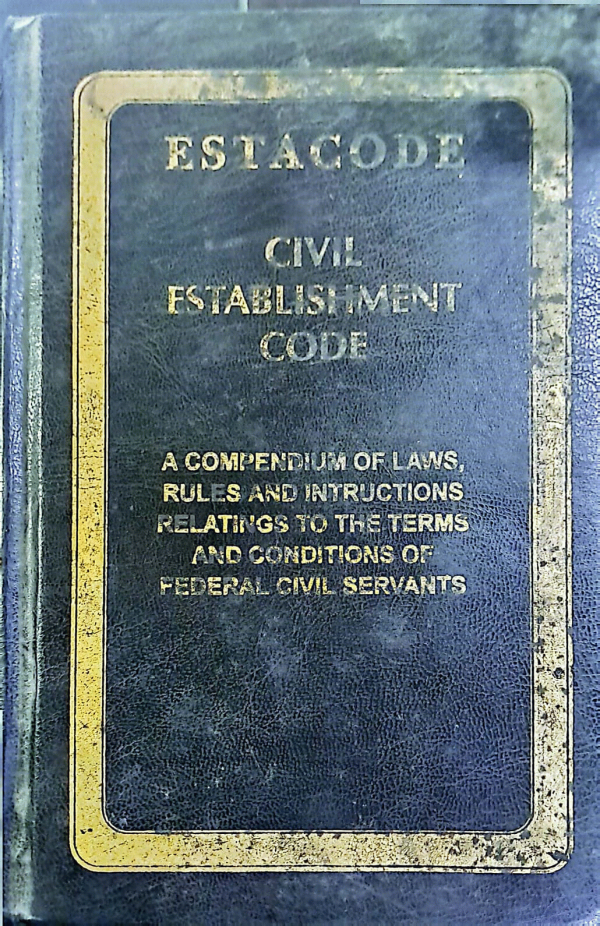 ESTACODE
CIVIL
ESTABLISHMENT
CODE
A COMPENDIUM OF LAWS,
RULES AND INTRUCTIONS
RELATINGS TO THE TERMS
AND CONDITIONS OF
FEDERAL CIVIL SERVANTS